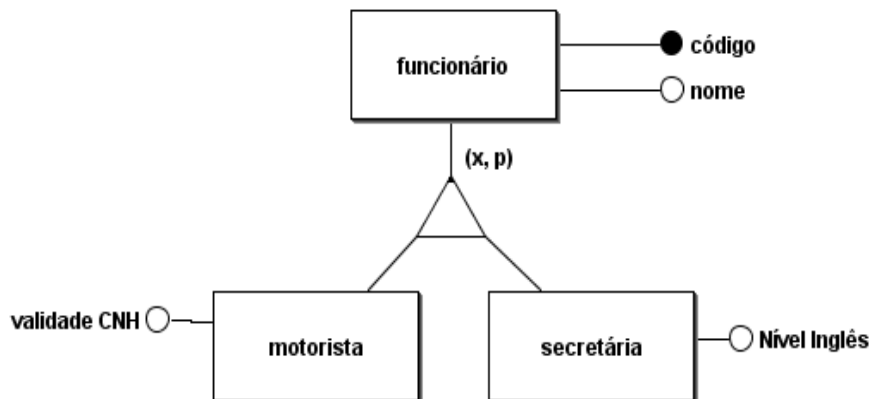 funcionário
código
nome
(x, p)
validade CNH
motorista
secretária
Nível Inglês